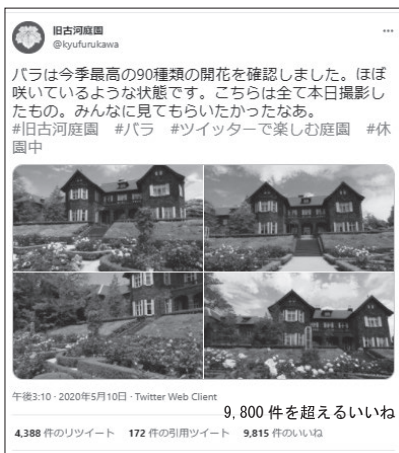 旧古河庭園
@kyufurukawa
バラは今季最高の90種類の開花を確認しました。ほぼ
咲いているような状態です。こちらは全て本日撮影し
たもの。みんなに見てもらいたかったなあ。
#旧古河庭園 #バラ #ツイッターで楽しむ庭園 #休
園中
午後3:10 · 2020年5月10日 · Twitter Web Client
9,800 件を超えるいいね
4,388 件のリツイート 172 件の引用ツイート 9,815 件のいいね